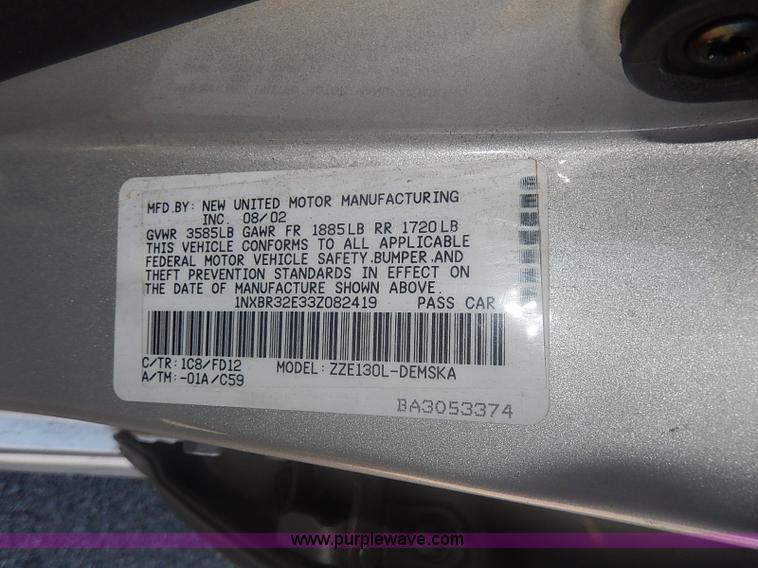 MFD.BY: NEW UNITED MOTOR MANUFACTURING
INC. 08/02
GVWR 3585LB GAWR FR 1885LB RR 1720LB
THIS VEHICLE CONFORMS TO ALL APPLICABLE
FEDERAL MOTOR VEHICLE SAFETY.BUMPER.AND
THEFT PREVENTION STANDARDS IN EFFECT ON
THE DATE OF MANUFACTURE SHOWN ABOVE.
1NXBR32E33Z082419 PASS CAR
C/TR:1C8/FD12 MODEL:ZZE130L-DEMSKA
A/TM:-01A/C59
BA3053374
www.purplewave.com